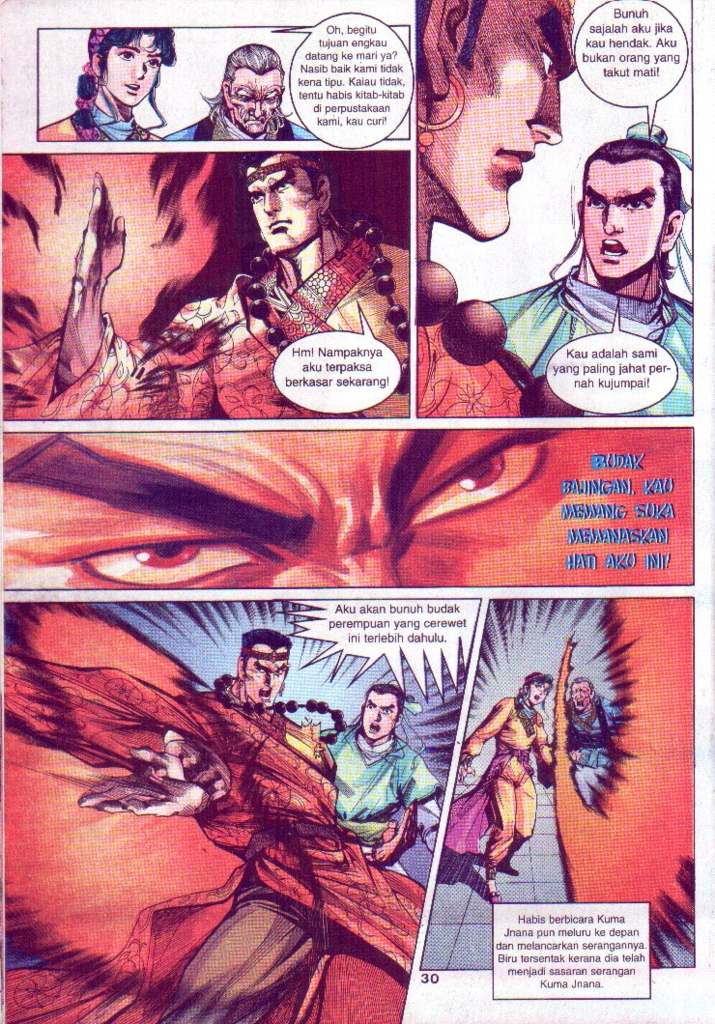 Oh, begitu
tujuan engkau
datang ke mari ya?
Nasib baik kami tidak
kena tipu. Kalau tidak,
tentu habis kitab-kitab
di perpustakaan
kami, kau curi!
Hm! Nampaknya
aku terpaksa
berkasar sekarang!
Bunuh
sajalah aku jika
kau hendak. Aku
bukan orang yang
takut mati!
Kau adalah sami
yang paling jahat per-
nah kujumpai!
BUDAK
BAJINGAN, KAU
MEMANG SUKA
MEMANASKAN
HATI AKU INI!
Aku akan bunuh budak
perempuan yang cerewet
ini terlebih dahulu.
Habis berbicara Kuma
Jnana pun meluru ke depan
dan melancarkan serangannya.
Biru tersentak kerana dia telah
menjadi sasaran serangan
Kuma Jnana.
30